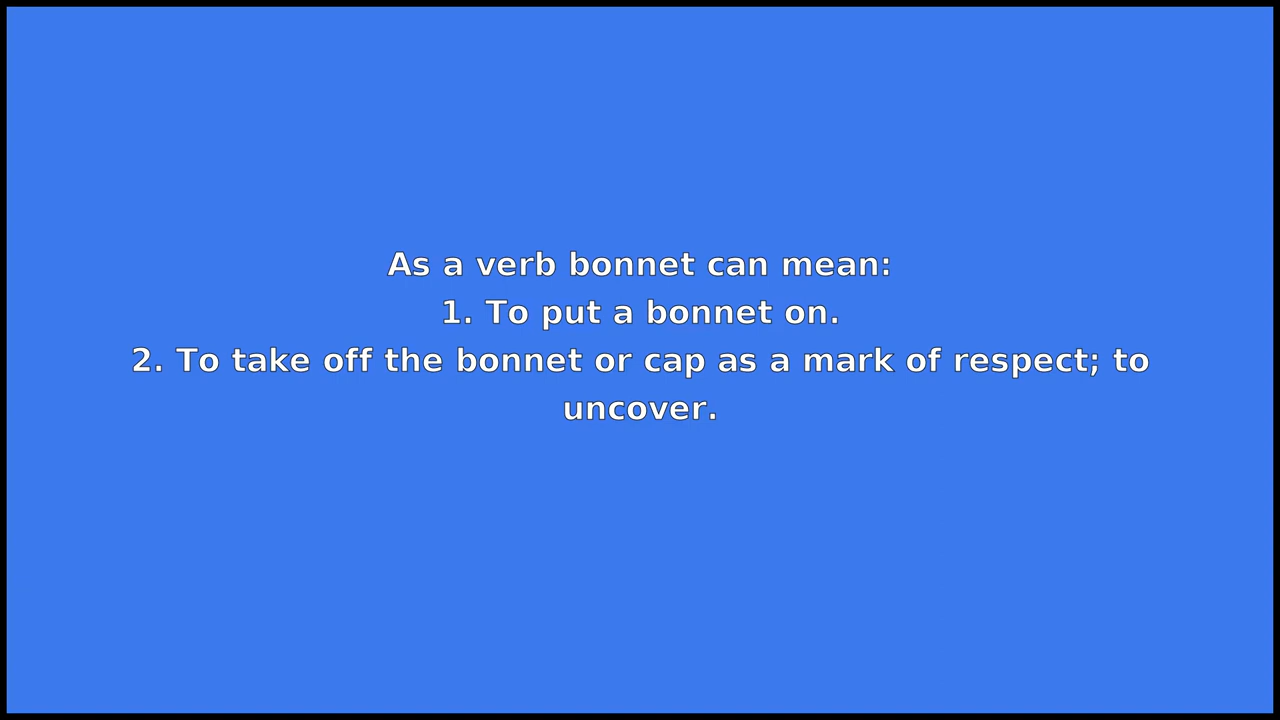 As a verb bonnet can mean:
1. To put a bonnet on.
2. To take off the bonnet or cap as a mark of respect; to
uncover.